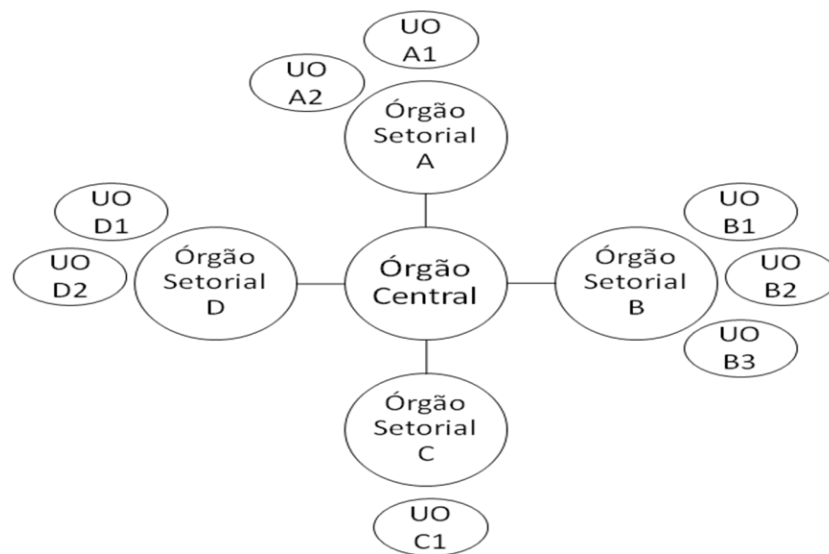 UO
A1
UO
A2
Órgão
Setorial
A
UO
D1
UO
D2
Órgão
Setorial
D
Órgão
Central
Órgão
Setorial
B
UO
B1
UO
B2
UO
B3
Órgão
Setorial
C
UO
C1